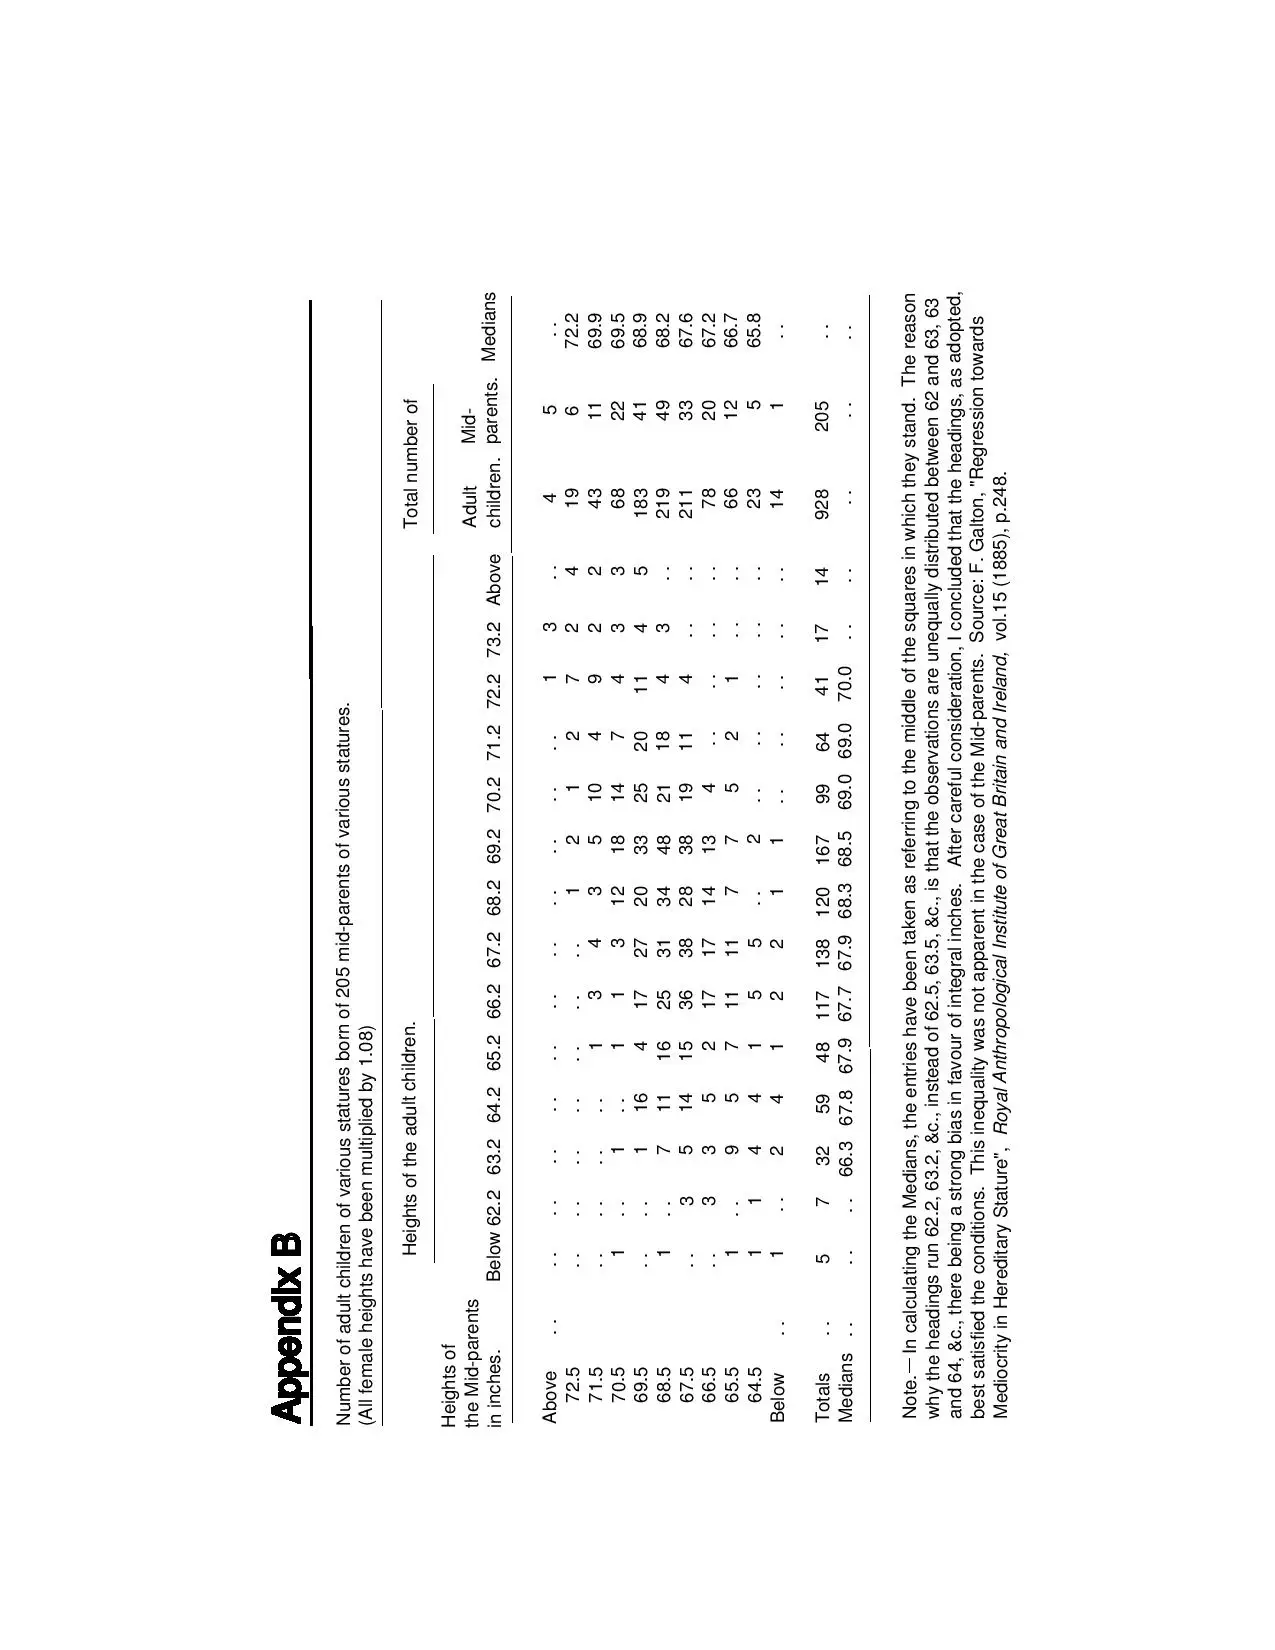 Appendix B
Number of adult children of various statures born of 205 mid-parents of various statures.
(All female heights have been multiplied by 1.08)
Heights of the adult children. Total number of
Heights of
the Mid-parents Adult Mid-
in inches. Below 62.2 63.2 64.2 65.2 66.2 67.2 68.2 69.2 70.2 71.2 72.2 73.2 Above children. parents. Medians
Above .. .. .. .. .. .. .. .. .. .. .. .. 1 3 .. 4 5 ..
72.5 .. .. .. .. .. .. .. 1 2 1 2 7 2 4 19 6 72.2
71.5 .. .. .. .. 1 3 4 3 5 10 4 9 2 2 43 11 69.9
70.5 1 .. 1 .. 1 1 3 12 18 14 7 4 3 3 68 22 69.5
69.5 .. .. 1 16 4 17 27 20 33 25 20 11 4 5 183 41 68.9
68.5 1 .. 7 11 16 25 31 34 48 21 18 4 3 .. 219 49 68.2
67.5 .. 3 5 14 15 36 38 28 38 19 11 4 .. .. 211 33 67.6
66.5 .. 3 3 5 2 17 17 14 13 4 .. .. .. .. 78 20 67.2
65.5 1 .. 9 5 7 11 11 7 7 5 2 1 .. .. 66 12 66.7
64.5 1 1 4 4 1 5 5 .. 2 .. .. .. .. .. 23 5 65.8
Below .. 1 .. 2 4 1 2 2 1 1 .. .. .. .. .. 14 1 ..
Totals .. 5 7 32 59 48 117 138 120 167 99 64 41 17 14 928 205 ..
Medians .. .. .. 66.3 67.8 67.9 67.7 67.9 68.3 68.5 69.0 69.0 70.0 .. .. .. .. ..
Note. — In calculating the Medians, the entries have been taken as referring to the middle of the squares in which they stand. The reason
why the headings run 62.2, 63.2, &c., instead of 62.5, 63.5, &c., is that the observations are unequally distributed between 62 and 63, 63
and 64, &c., there being a strong bias in favour of integral inches. After careful consideration, I concluded that the headings, as adopted,
best satisfied the conditions. This inequality was not apparent in the case of the Mid-parents. Source: F. Galton, "Regression towards
Mediocrity in Hereditary Stature", Royal Anthropological Institute of Great Britain and Ireland, vol.15 (1885), p.248.